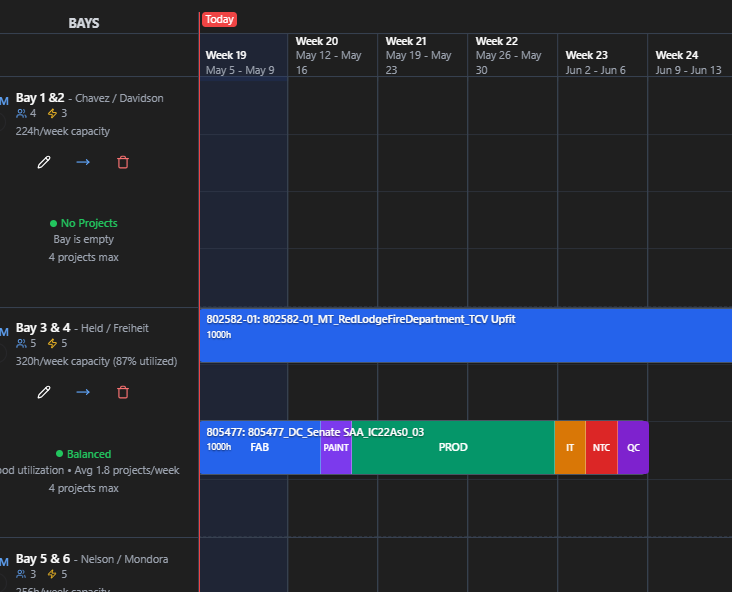 BAYS
Today
Week 19
May 5 - May 9
Week 20
May 12 - May
16
Week 21
May 19 - May
23
Week 22
May 26 - May
30
Week 23
Jun 2 - Jun 6
Week 24
Jun 9 - Jun 13
M
Bay 1 &2 - Chavez / Davidson
4 3
224h/week capacity
No Projects
Bay is empty
4 projects max
M
Bay 3 & 4 - Held / Freiheit
5 5
320h/week capacity (87% utilized)
Balanced
ood utilization • Avg 1.8 projects/week
4 projects max
802582-01: 802582-01_MT_RedLodgeFireDepartment_TCV Upfit
1000h
805477: 805477_DC_Senate SAA_IC22As0_03
1000h FAB PAINT PROD IT NTC QC
M
Bay 5 & 6 - Nelson / Mondora
3 5
256h/week capacity